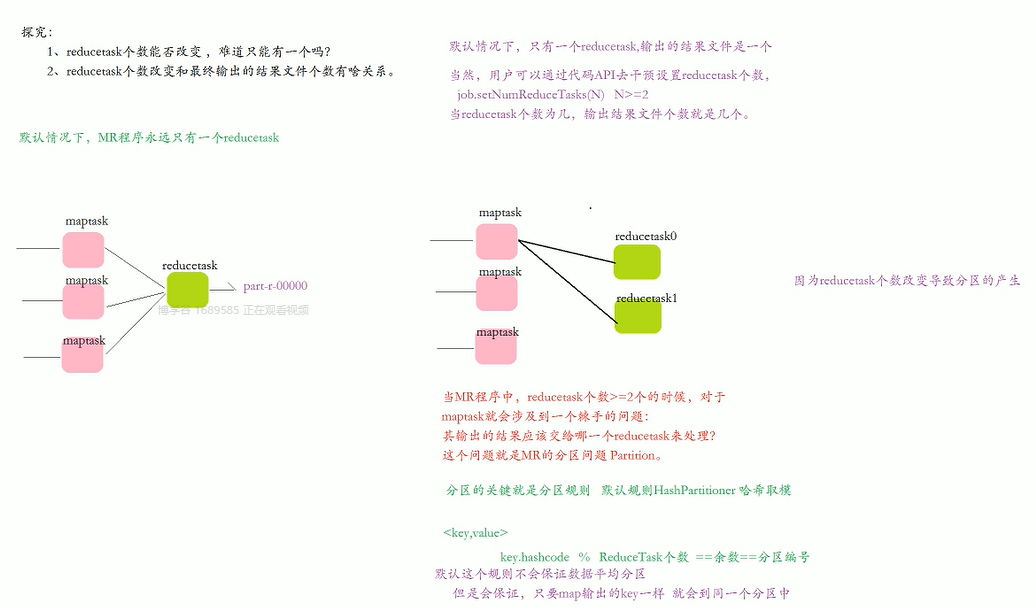 探究：
1、reducetask个数能否改变 ，难道只能有一个吗？
2、reducetask个数改变和最终输出的结果文件个数有啥关系。
默认情况下，MR程序永远只有一个reducetask
maptask
maptask
maptask
reducetask
part-r-00000
博学谷 1689585 正在观看视频
默认情况下，只有一个reducetask,输出的结果文件是一个
当然，用户可以通过代码API去干预设置reducetask个数，
job.setNumReduceTasks(N) N>=2
当reducetask个数为几，输出结果文件个数就是几个。
maptask
maptask
maptask
reducetask0
reducetask1
因为reducetask个数改变导致分区的产生
当MR程序中，reducetask个数>=2个的时候，对于
maptask就会涉及到一个棘手的问题：
其输出的结果应该交给哪一个reducetask来处理？
这个问题就是MR的分区问题 Partition。
分区的关键就是分区规则 默认规则HashPartitioner 哈希取模
<key,value>
key.hashcode % ReduceTask个数 ==余数==分区编号
默认这个规则不会保证数据平均分区
但是会保证，只要map输出的key一样 就会到同一个分区中